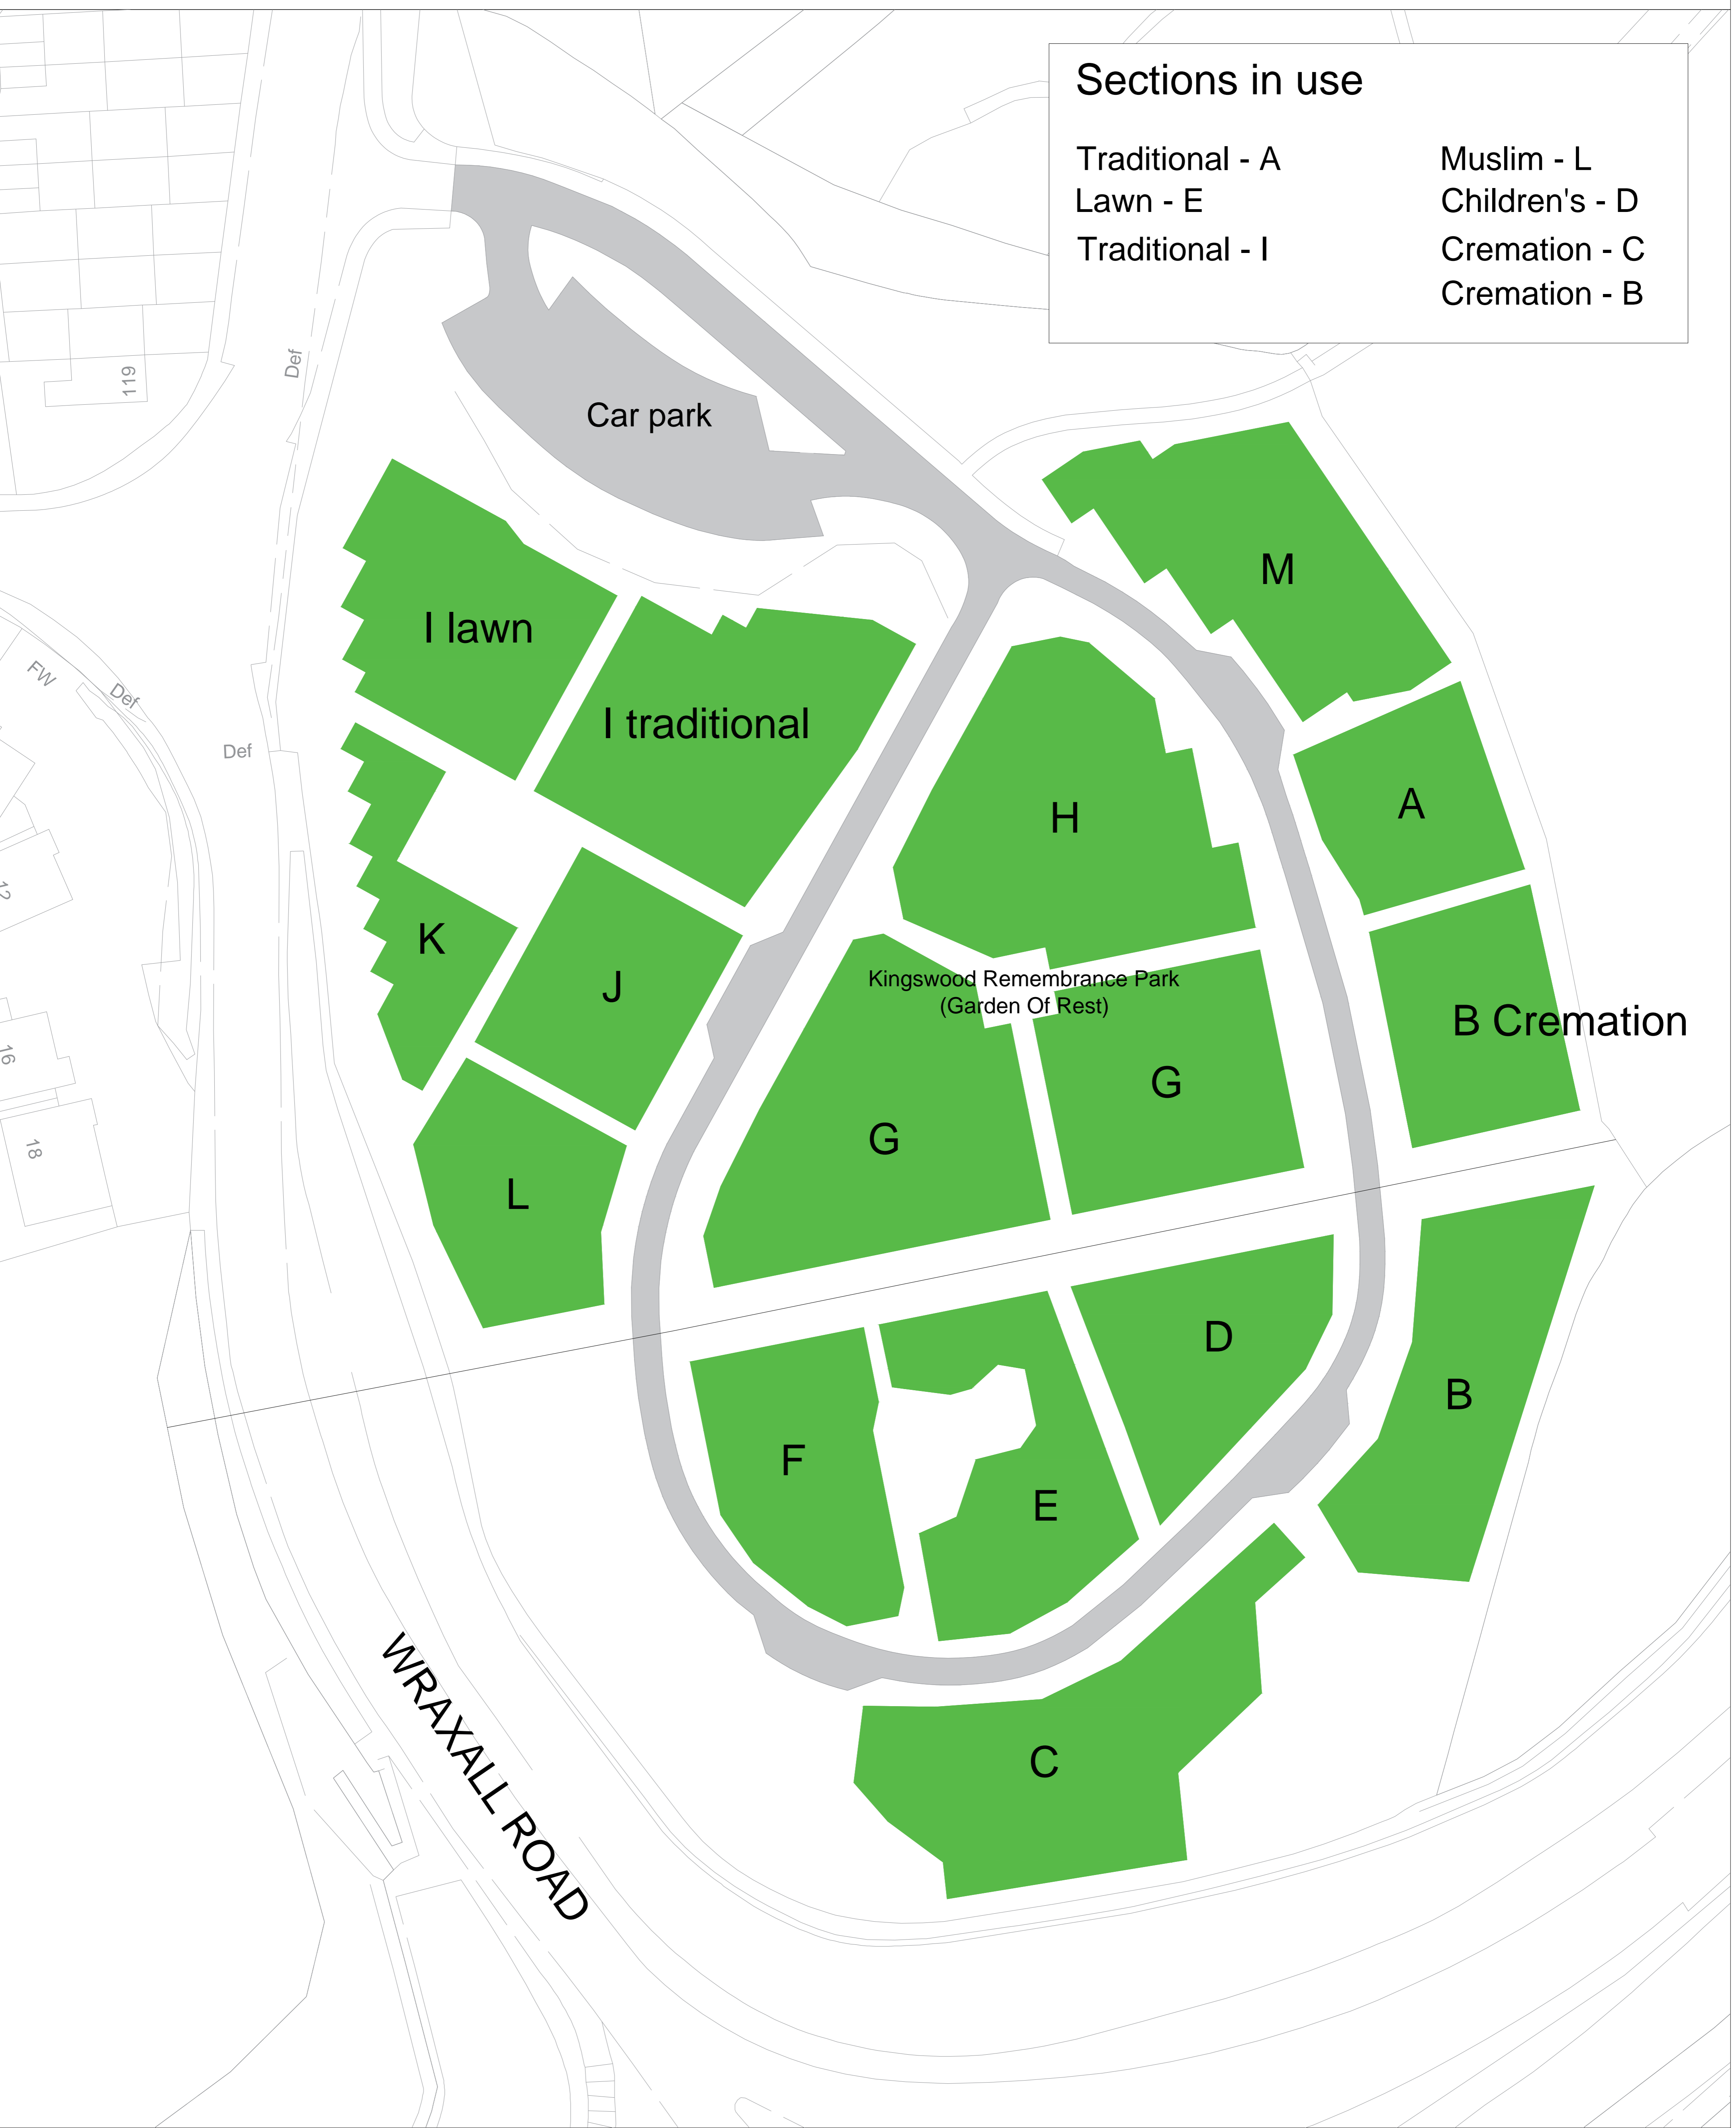 Sections in use
Traditional - A
Lawn - E
Traditional - I
Muslim - L
Children's - D
Cremation - C
Cremation - B
119
Def
Car park
M
I lawn
FW
Def
Def
I traditional
A
H
12
K
J
Kingswood Remembrance Park
(Garden Of Rest)
B Cremation
16
G
G
18
L
D
B
F
E
WRAXALL ROAD
C